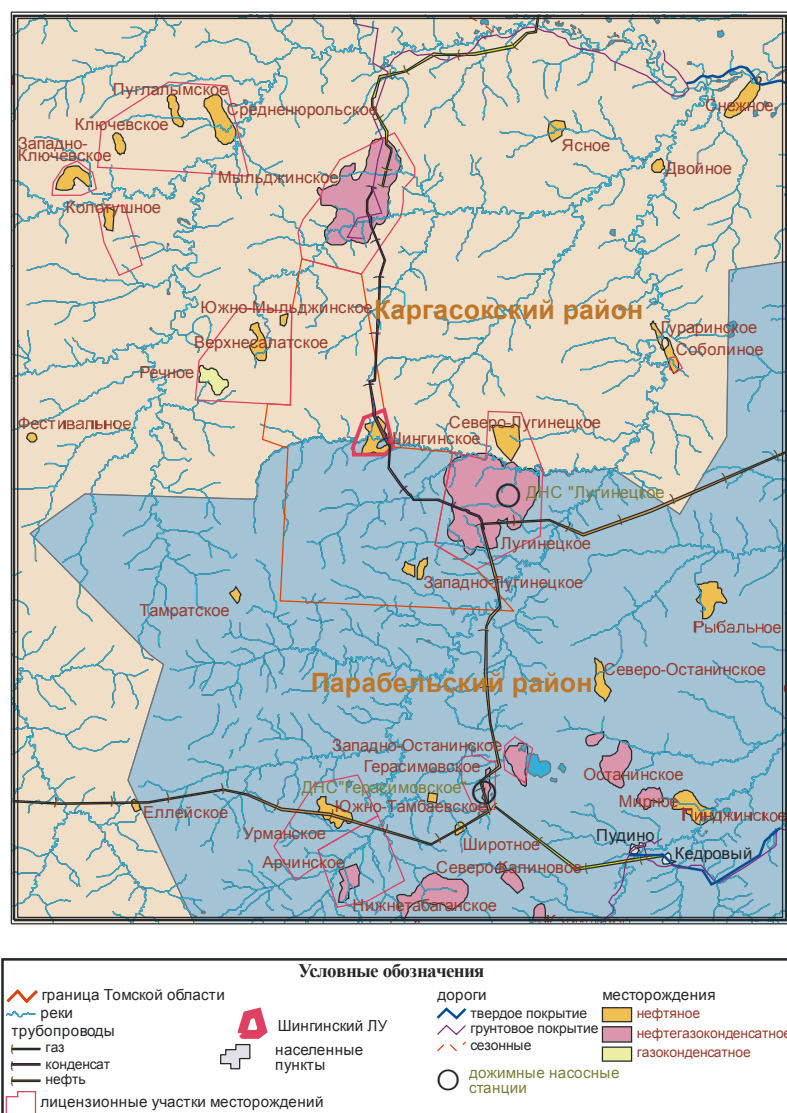 Пуглалымское
Средненюрольское
Ключевское
Западно-
Ключевское
Снежное
Ясное
Двойное
Мыльджинское
Колотушное
Южно-Мыльджинское
Каргасокский район
Верхнесалатское
Гураринское
Соболиное
Речное
Фестивальное
Северо-Лугинецкое
Шингинское
ДНС "Лугинецкое
Лугинецкое
Западно-Лугинецкое
Тамратское
Рыбальное
Северо-Останинское
Парабельский район
Западно-Останинское
Герасимовское
Останинское
ДНС"Герасимовское"
Мирное
Южно-Тамбаевское
Еллейское
Пинджинское
Урманское
Широтное
Пудино
Кедровый
Арчинское
Северо-Калиновое
Нижнетабаганское
Условные обозначения
граница Томской области
реки
трубопроводы
газ
конденсат
нефть
лицензионные участки месторождений
Шингинский ЛУ
населенные
пункты
дороги
твердое покрытие
грунтовое покрытие
сезонные
дожимные насосные
станции
месторождения
нефтяное
нефтегазоконденсатное
газоконденсатное